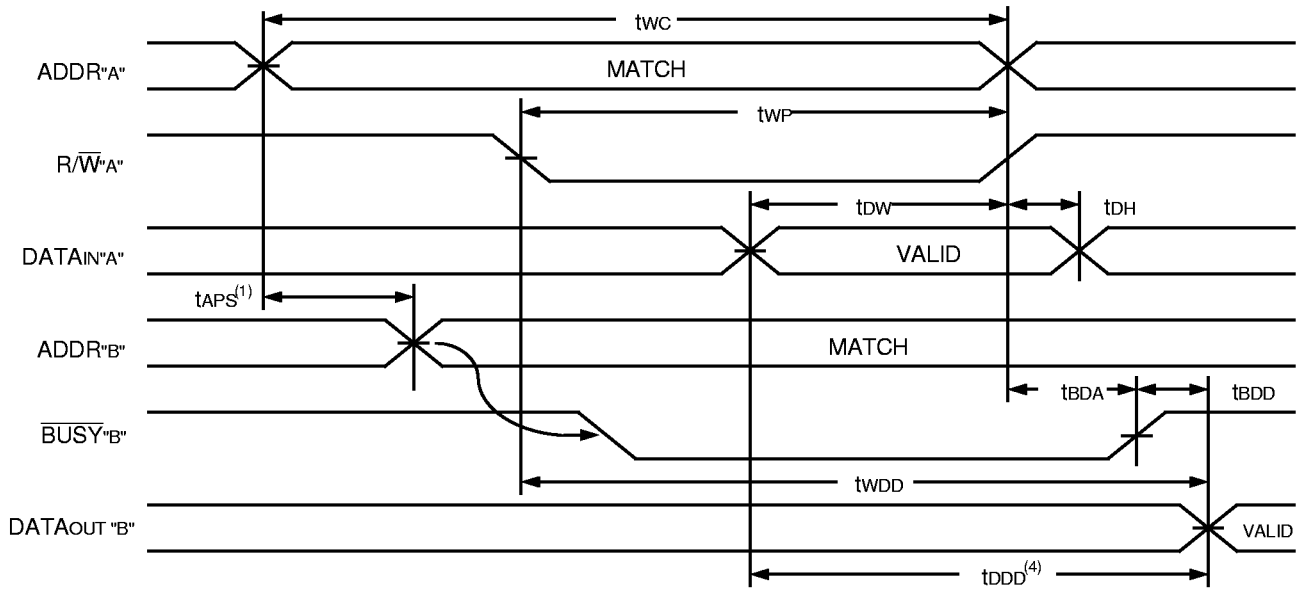 tWC
ADDR"A"
MATCH
tWP
R/W̅"A"
tDW
tDH
DATAIN"A"
VALID
tAPS(1)
ADDR"B"
MATCH
tBDA
tBDD
B̅U̅S̅Y̅"B"
tWDD
DATAOUT "B"
VALID
tDDD(4)